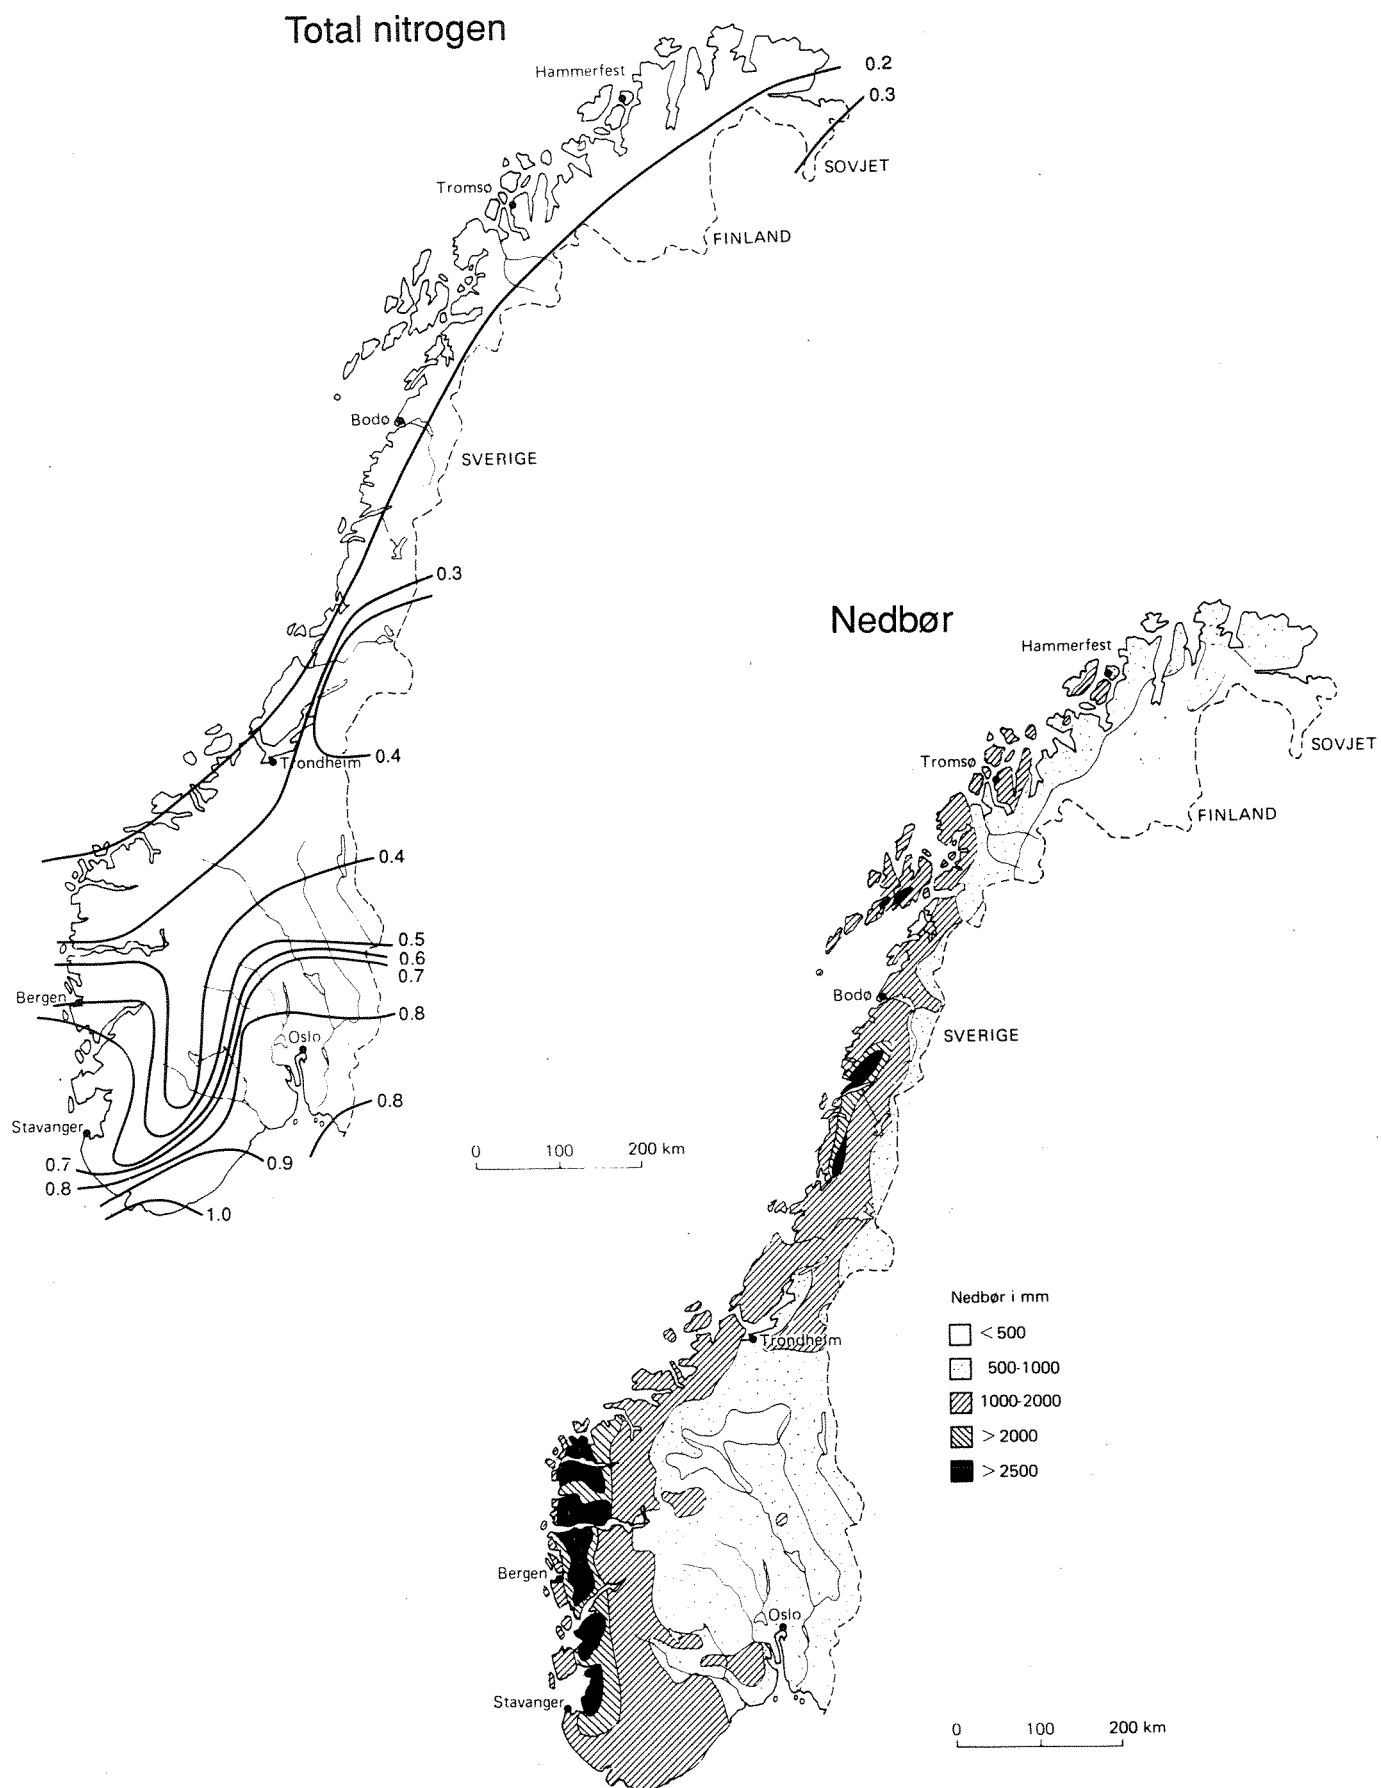 Total nitrogen
Hammerfest
0.2
0.3
SOVJET
Tromsø
FINLAND
Bodø
SVERIGE
0.3
0.4
Trondheim
0.4
0.5
0.6
0.7
Bergen
0.8
Oslo
0.8
Stavanger
0.7
0.9
0.8
1.0
0 100 200 km
Nedbør
Hammerfest
SOVJET
Tromsø
FINLAND
Bodø
SVERIGE
Nedbør i mm
<500
500-1000
1000-2000
>2000
>2500
Trondheim
Bergen
Oslo
Stavanger
0 100 200 km